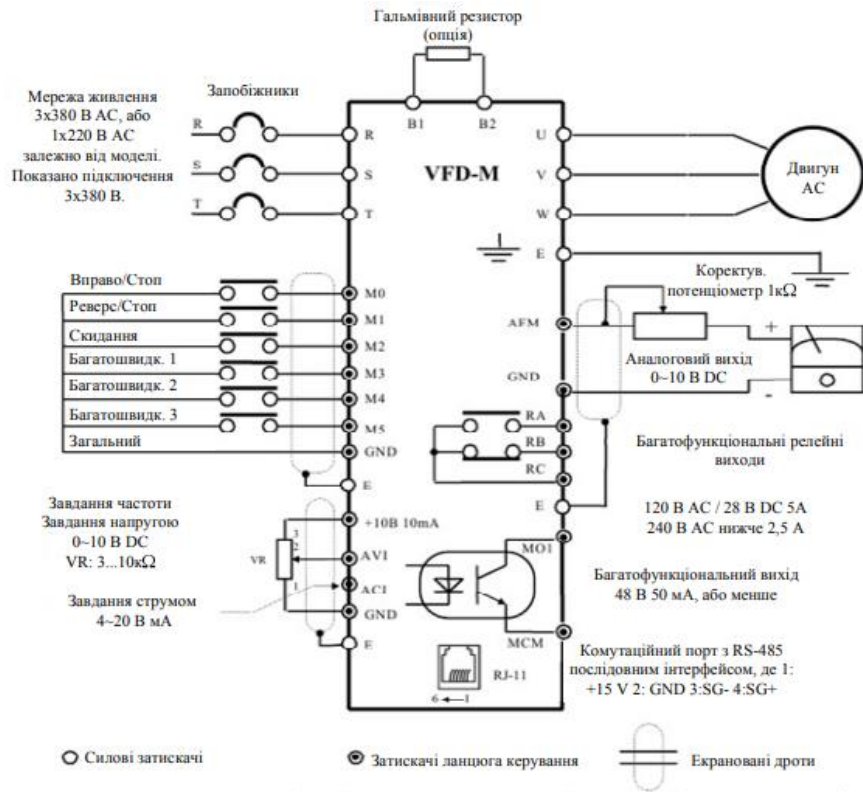 Гальмівний резистор
(опція)
Мережа живлення
3х380 В АС, або
1х220 В АС
залежно від моделі.
Показано підключення
3х380 В.
Запобіжники
R
S
T
B1
B2
R
S
T
VFD-M
U
V
W
E
Двигун
АС
Вправо/Стоп
Реверс/Стоп
Скидання
Багатошвидк. 1
Багатошвидк. 2
Багатошвидк. 3
Загальний
M0
M1
M2
M3
M4
M5
GND
E
Коректув.
потенціометр 1кΩ
AFM
+
Аналоговий вихід
0~10 В DC
GND
-
RA
RB
RC
E
Багатофункціональні релейні
виходи
120 В АС / 28 В DC 5А
240 В АС нижче 2,5 А
Завдання частоти
Завдання напругою
0~10 В DC
VR: 3...10кΩ
Завдання струмом
4~20 В мА
VR
3
2
1
+10В 10mA
AVI
ACI
GND
E
MO1
MCM
Багатофункціональний вихід
48 В 50 мА, або менше
RJ-11
6
1
Комутаційний порт з RS-485
послідовним інтерфейсом, де 1:
+15 V 2: GND 3:SG- 4:SG+
Силові затискачі
Затискачі ланцюга керування
Екрановані дроти